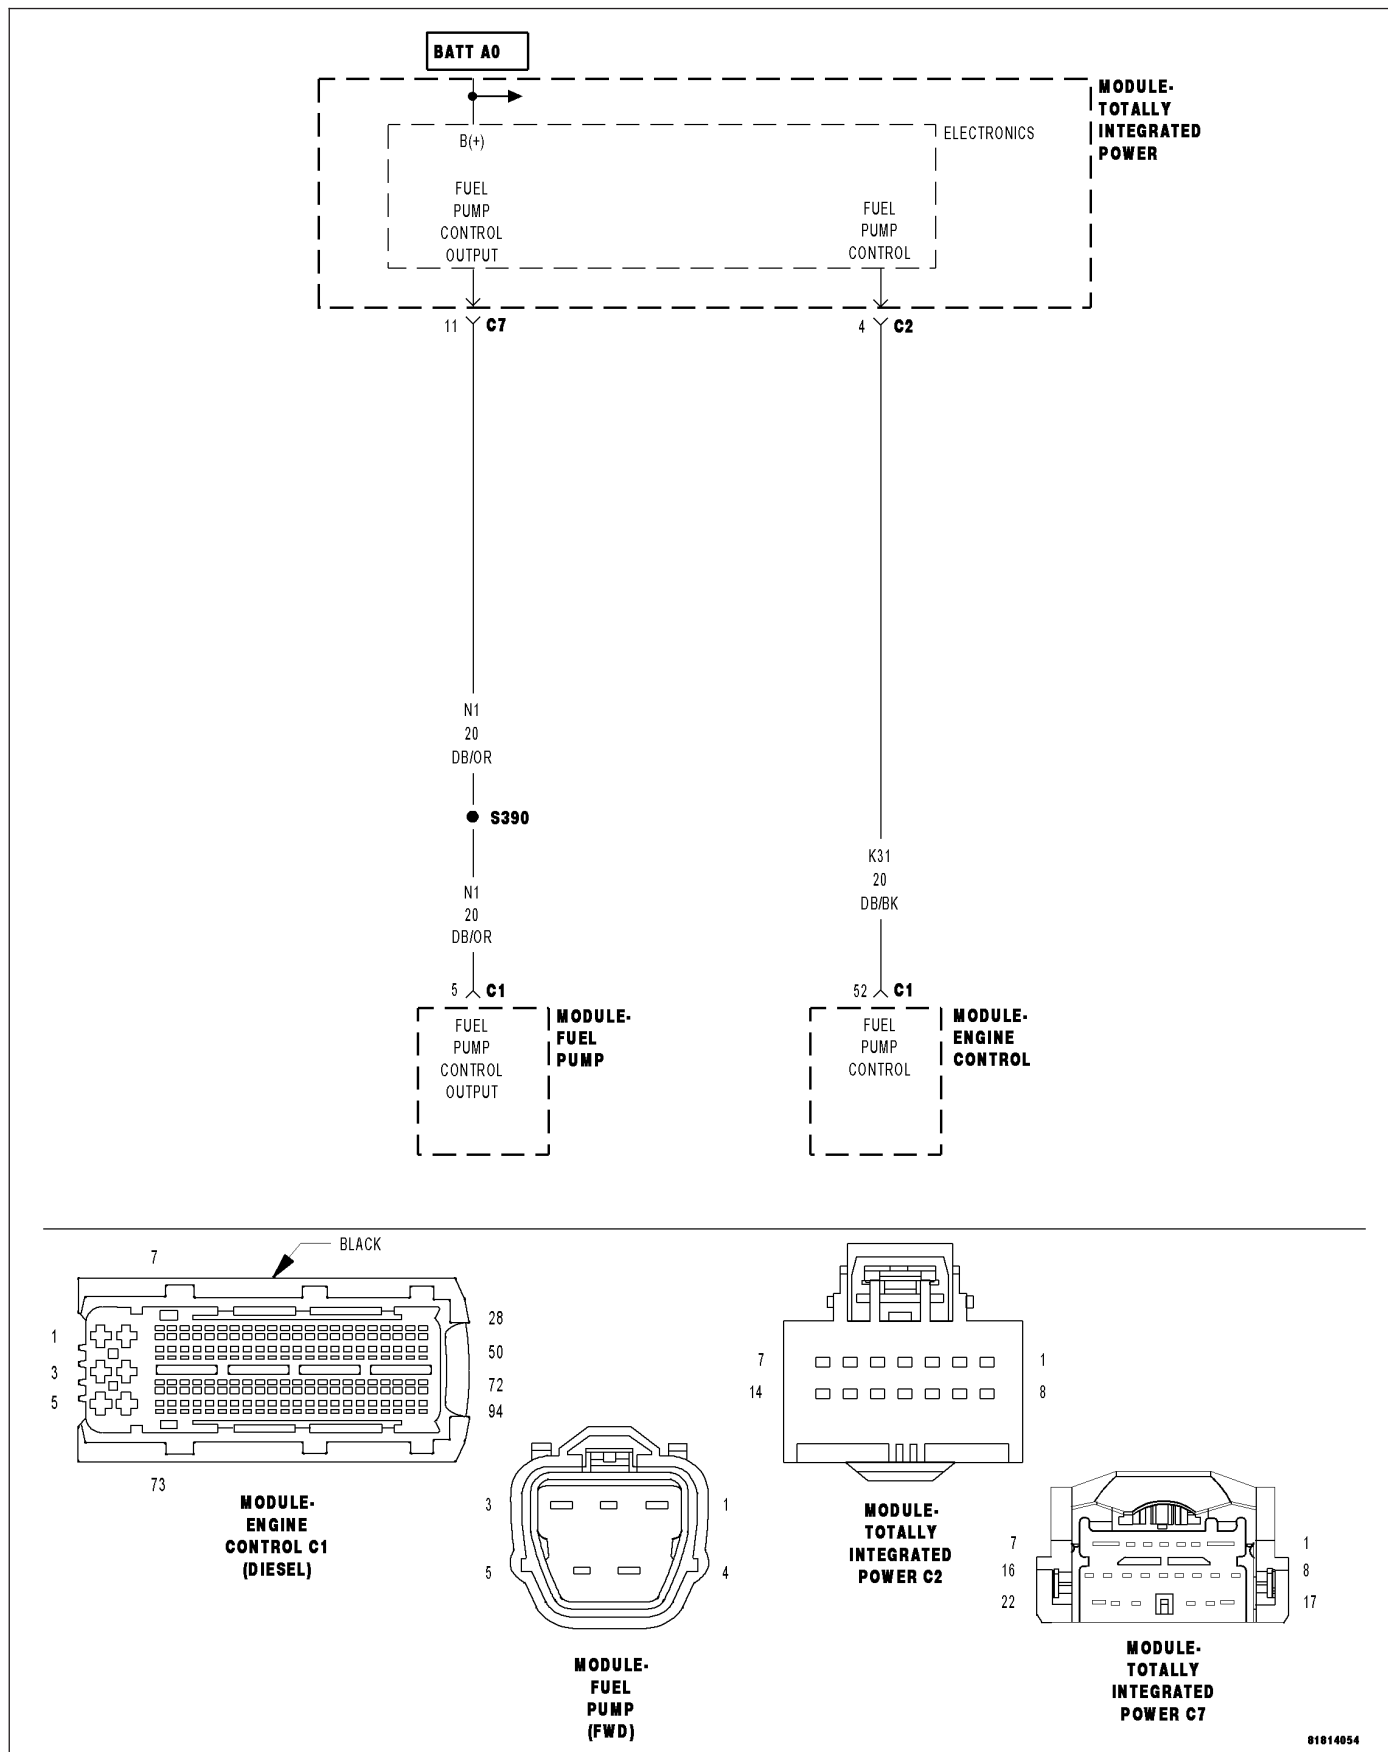 BATT A0
MODULE-
TOTALLY
INTEGRATED
POWER
ELECTRONICS
B(+)
FUEL
PUMP
CONTROL
OUTPUT
FUEL
PUMP
CONTROL
11 C7
4 C2
N1
20
DB/OR
S390
N1
20
DB/OR
K31
20
DB/BK
5 C1
52 C1
FUEL
PUMP
CONTROL
OUTPUT
MODULE-
FUEL
PUMP
FUEL
PUMP
CONTROL
MODULE-
ENGINE
CONTROL
7
BLACK
1
3
5
28
50
72
94
73
MODULE-
ENGINE
CONTROL C1
(DIESEL)
3
1
5
4
MODULE-
FUEL
PUMP
(FWD)
7
1
14
8
MODULE-
TOTALLY
INTEGRATED
POWER C2
7
1
16
8
22
17
MODULE-
TOTALLY
INTEGRATED
POWER C7
81814054